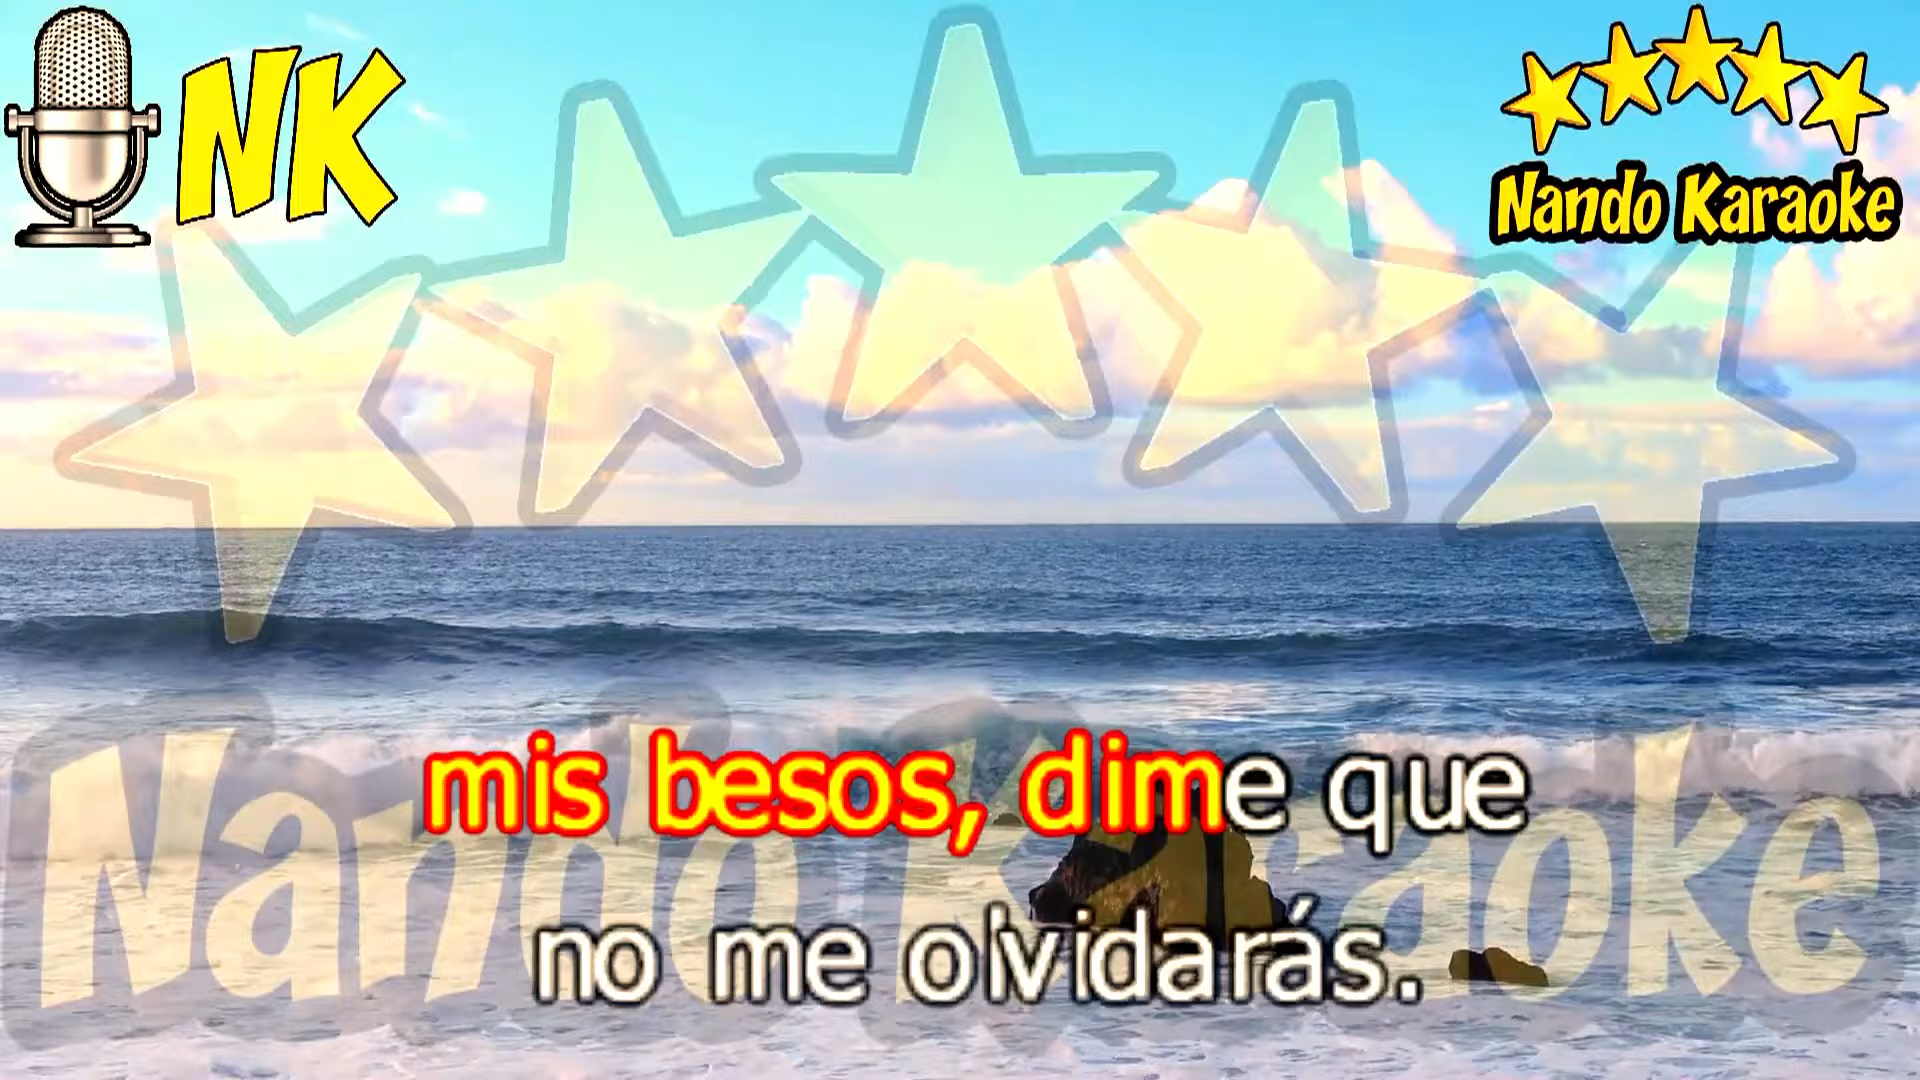 NK
Nando Karaoke
mis besos, dime que
no me olvidarás.
Nando Karaoke